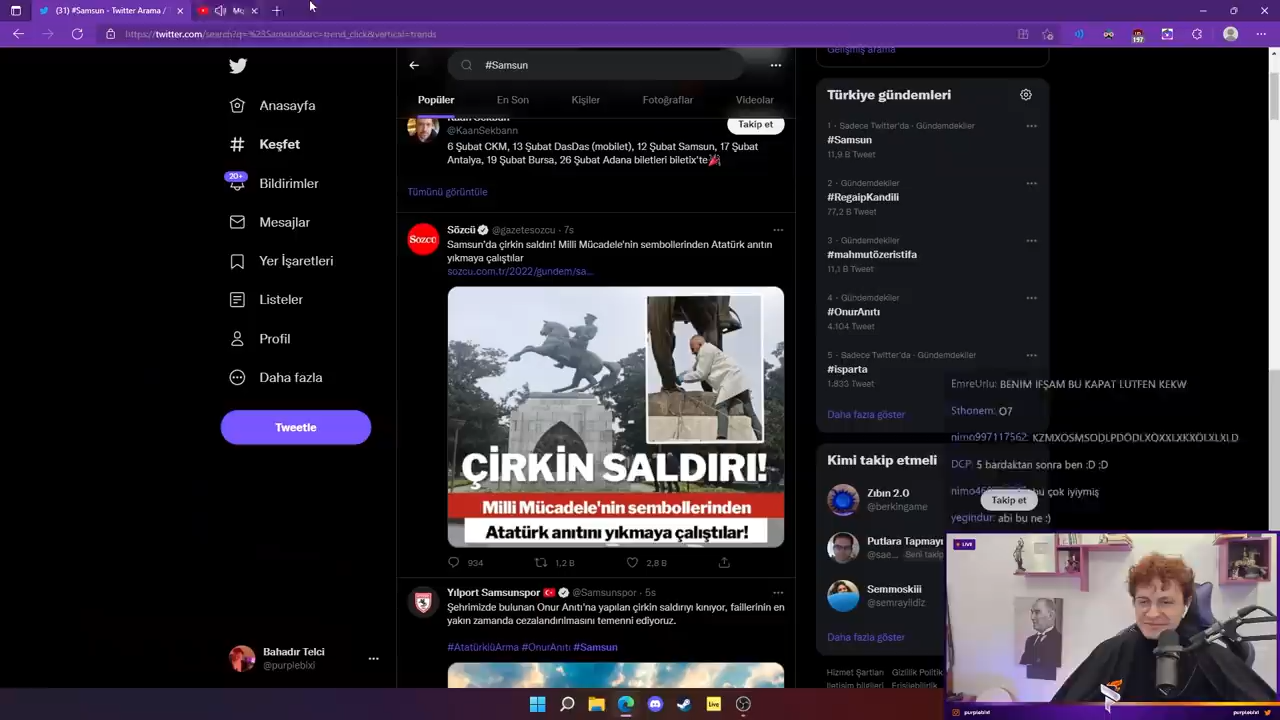 (31) #Samsun - Twitter Arama /
https://twitter.com/search?q=%23Samsun&src=trend_click&vertical=trends
#Samsun
Popüler
En Son
Kişiler
Fotoğraflar
Videolar
Anasayfa
Keşfet
20+
Bildirimler
Mesajlar
Yer İşaretleri
Listeler
Profil
Daha fazla
Tweetle
Bahadır Telci
@purplebixi
Kaan Sekban
@KaanSekbann
Takip et
6 Şubat CKM, 13 Şubat DasDas (mobilet), 12 Şubat Samsun, 17 Şubat
Antalya, 19 Şubat Bursa, 26 Şubat Adana biletleri biletix'te
Tümünü görüntüle
Sözcü @gazetesozcu · 7s
Samsun'da çirkin saldırı! Milli Mücadele'nin sembollerinden Atatürk anıtın
yıkmaya çalıştılar
sozcu.com.tr/2022/gundem/sa...
SÖZCÜ
ÇİRKİN SALDIRI!
Milli Mücadele'nin sembollerinden
Atatürk anıtını yıkmaya çalıştılar!
934
1,2 B
2,8 B
Yılport Samsunspor @Samsunspor · 5s
Şehrimizde bulunan Onur Anıtı'na yapılan çirkin saldırıyı kınıyor, faillerinin en
yakın zamanda cezalandırılmasını temenni ediyoruz.
#AtatürklüArma #OnurAnıtı #Samsun
Gelişmiş arama
Türkiye gündemleri
1 · Sadece Twitter'da · Gündemdekiler
#Samsun
11,9 B Tweet
2 · Gündemdekiler
#RegaipKandili
77,2 B Tweet
3 · Gündemdekiler
#mahmutözeristifa
11,1 B Tweet
4 · Gündemdekiler
#OnurAnıtı
4.104 Tweet
5 · Sadece Twitter'da · Gündemdekiler
#isparta
1.833 Tweet
Daha fazla göster
Kimi takip etmeli
Zıbın 2.0
@berkingame
Takip et
Putlara Tapmayı
@sae... Seni takip
Semmoskiii
@semrayildiz
Daha fazla göster
Hizmet Şartları Gizlilik Politik
İletişim bilgileri Erişilebilirlik
EmreUrlu: BENIM IFŞAM BU KAPAT LUTFEN KEKW
Sthonem: O7
nimo997117562: KZMXOSMSODLPDÖDLXQXXLXKXÖLXLXLD
DCP: 5 bardaktan sonra ben :D :D
bu çok iyiymiş
yegindur: abi bu ne :)
LIVE
purplebixi
purplebixi
197
Live